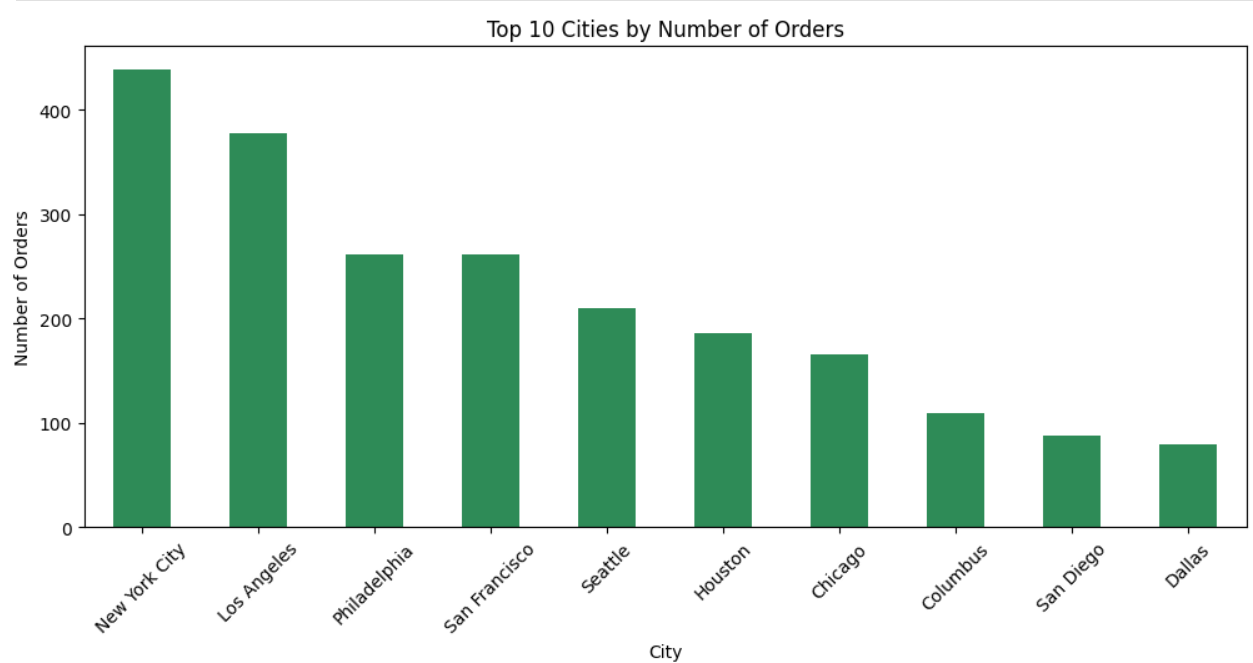 Top 10 Cities by Number of Orders
Number of Orders
400
300
200
100
0
New York City
Los Angeles
Philadelphia
San Francisco
Seattle
Houston
Chicago
Columbus
San Diego
Dallas
City